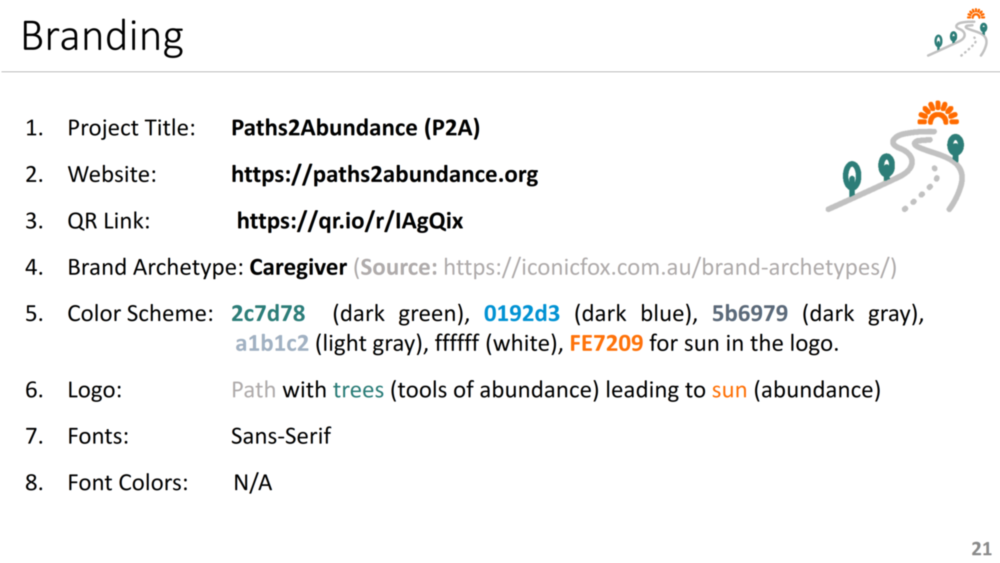 Branding
1. Project Title: Paths2Abundance (P2A)
2. Website: https://paths2abundance.org
3. QR Link: https://qr.io/r/IAgQix
4. Brand Archetype: Caregiver (Source: https://iconicfox.com.au/brand-archetypes/)
5. Color Scheme: 2c7d78 (dark green), 0192d3 (dark blue), 5b6979 (dark gray),
a1b1c2 (light gray), ffffff (white), FE7209 for sun in the logo.
6. Logo: Path with trees (tools of abundance) leading to sun (abundance)
7. Fonts: Sans-Serif
8. Font Colors: N/A
21